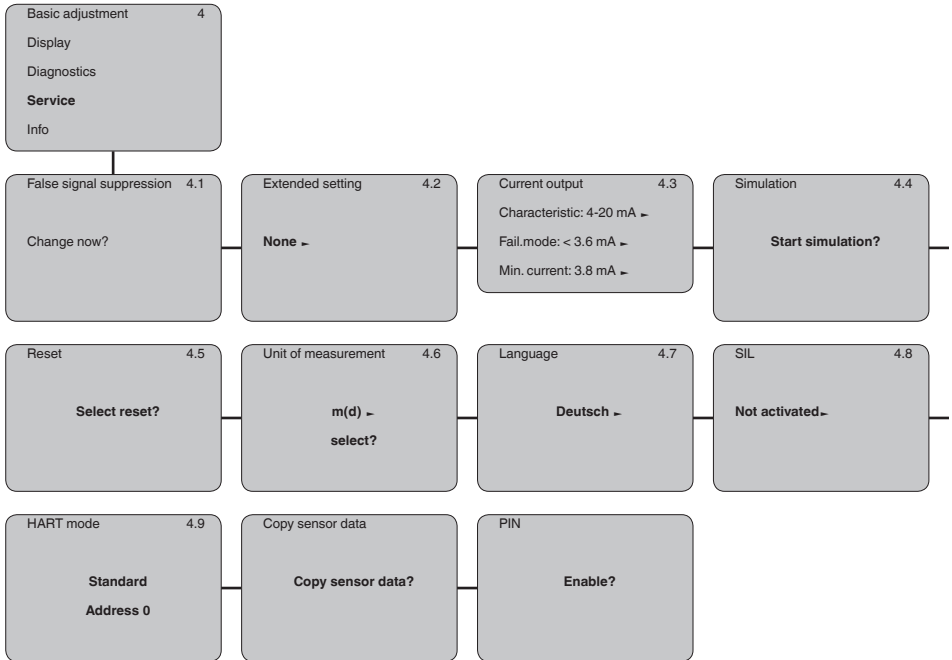 Basic adjustment 4
Display
Diagnostics
Service
Info
False signal suppression 4.1
Change now?
Extended setting 4.2
None ►
Current output 4.3
Characteristic: 4-20 mA ►
Fail.mode: < 3.6 mA ►
Min. current: 3.8 mA ►
Simulation 4.4
Start simulation?
Reset 4.5
Select reset?
Unit of measurement 4.6
m(d) ►
select?
Language 4.7
Deutsch ►
SIL 4.8
Not activated ►
HART mode 4.9
Standard
Address 0
Copy sensor data
Copy sensor data?
PIN
Enable?